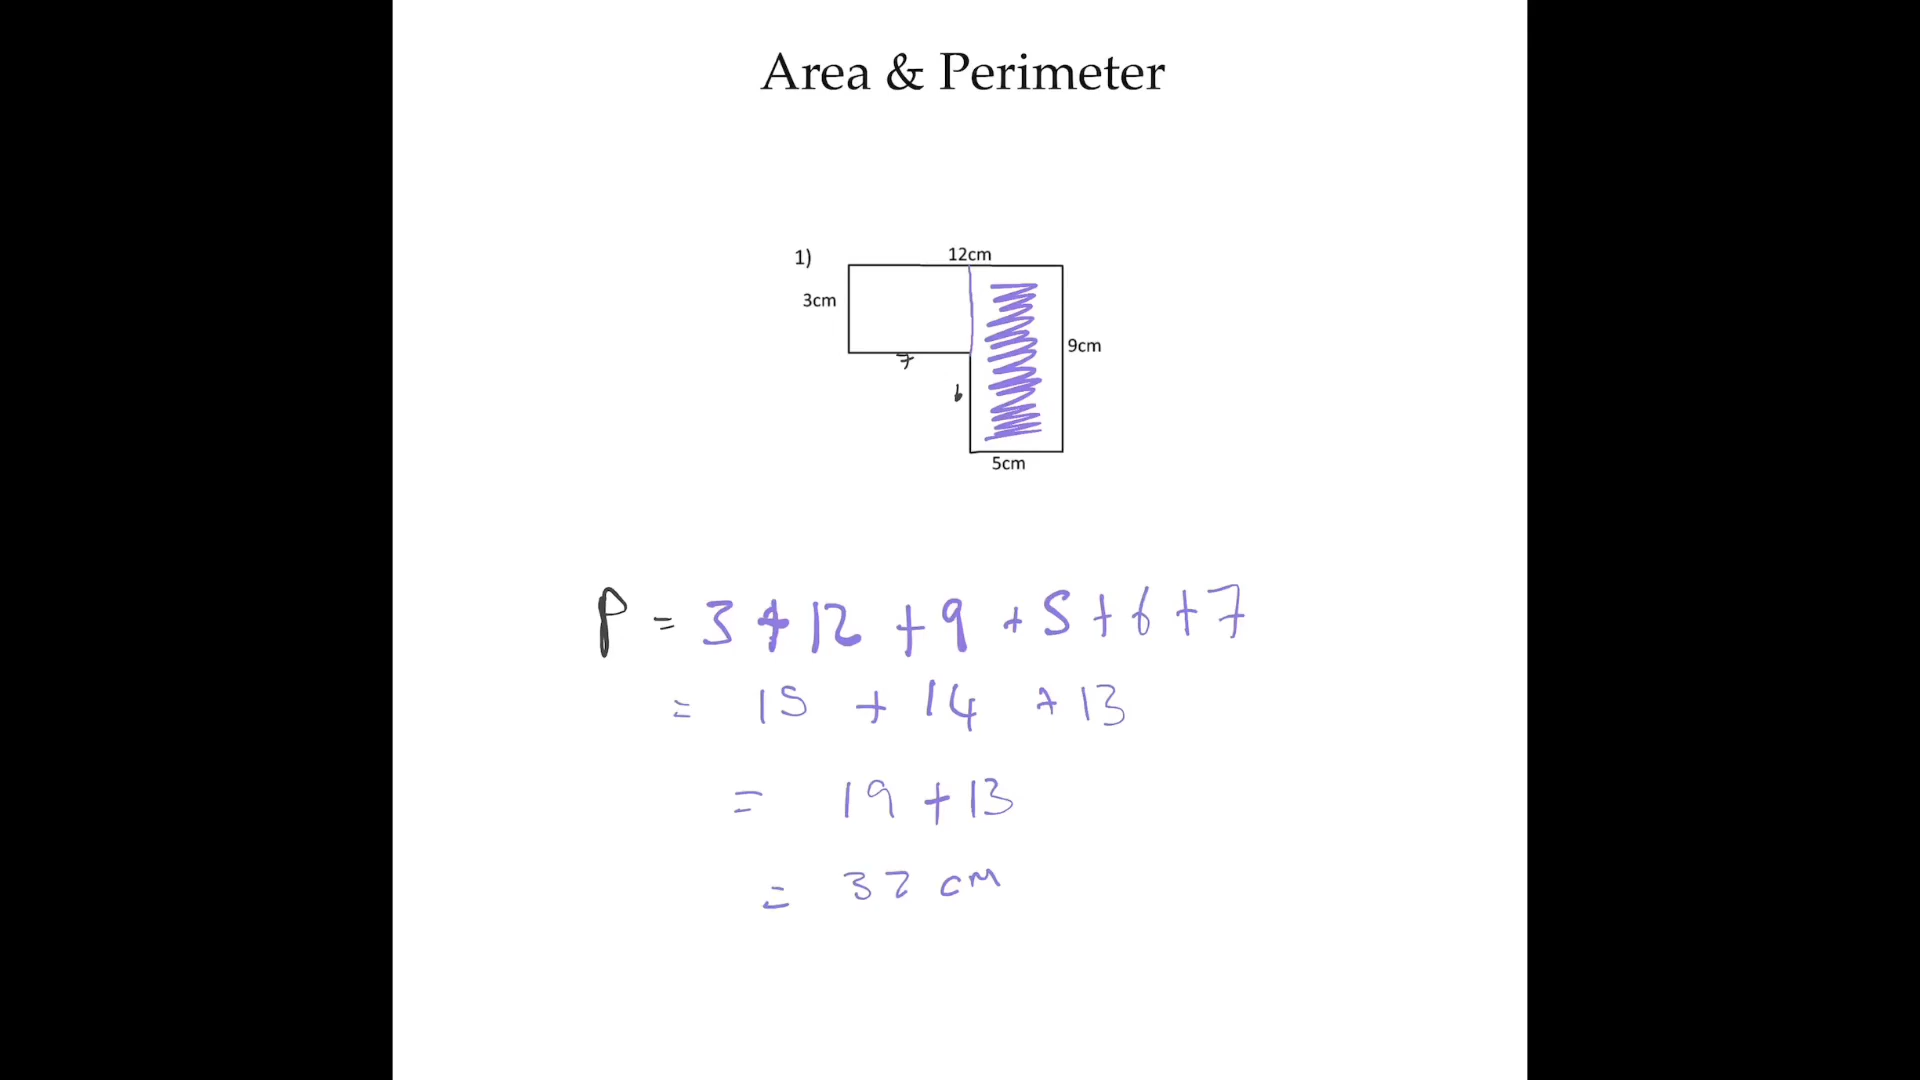 Area & Perimeter
1)
12cm
3cm
9cm
7
6
5cm
P = 3 + 12 + 9 + 5 + 6 + 7
= 15 + 14 + 13
= 19 + 13
= 32 cm